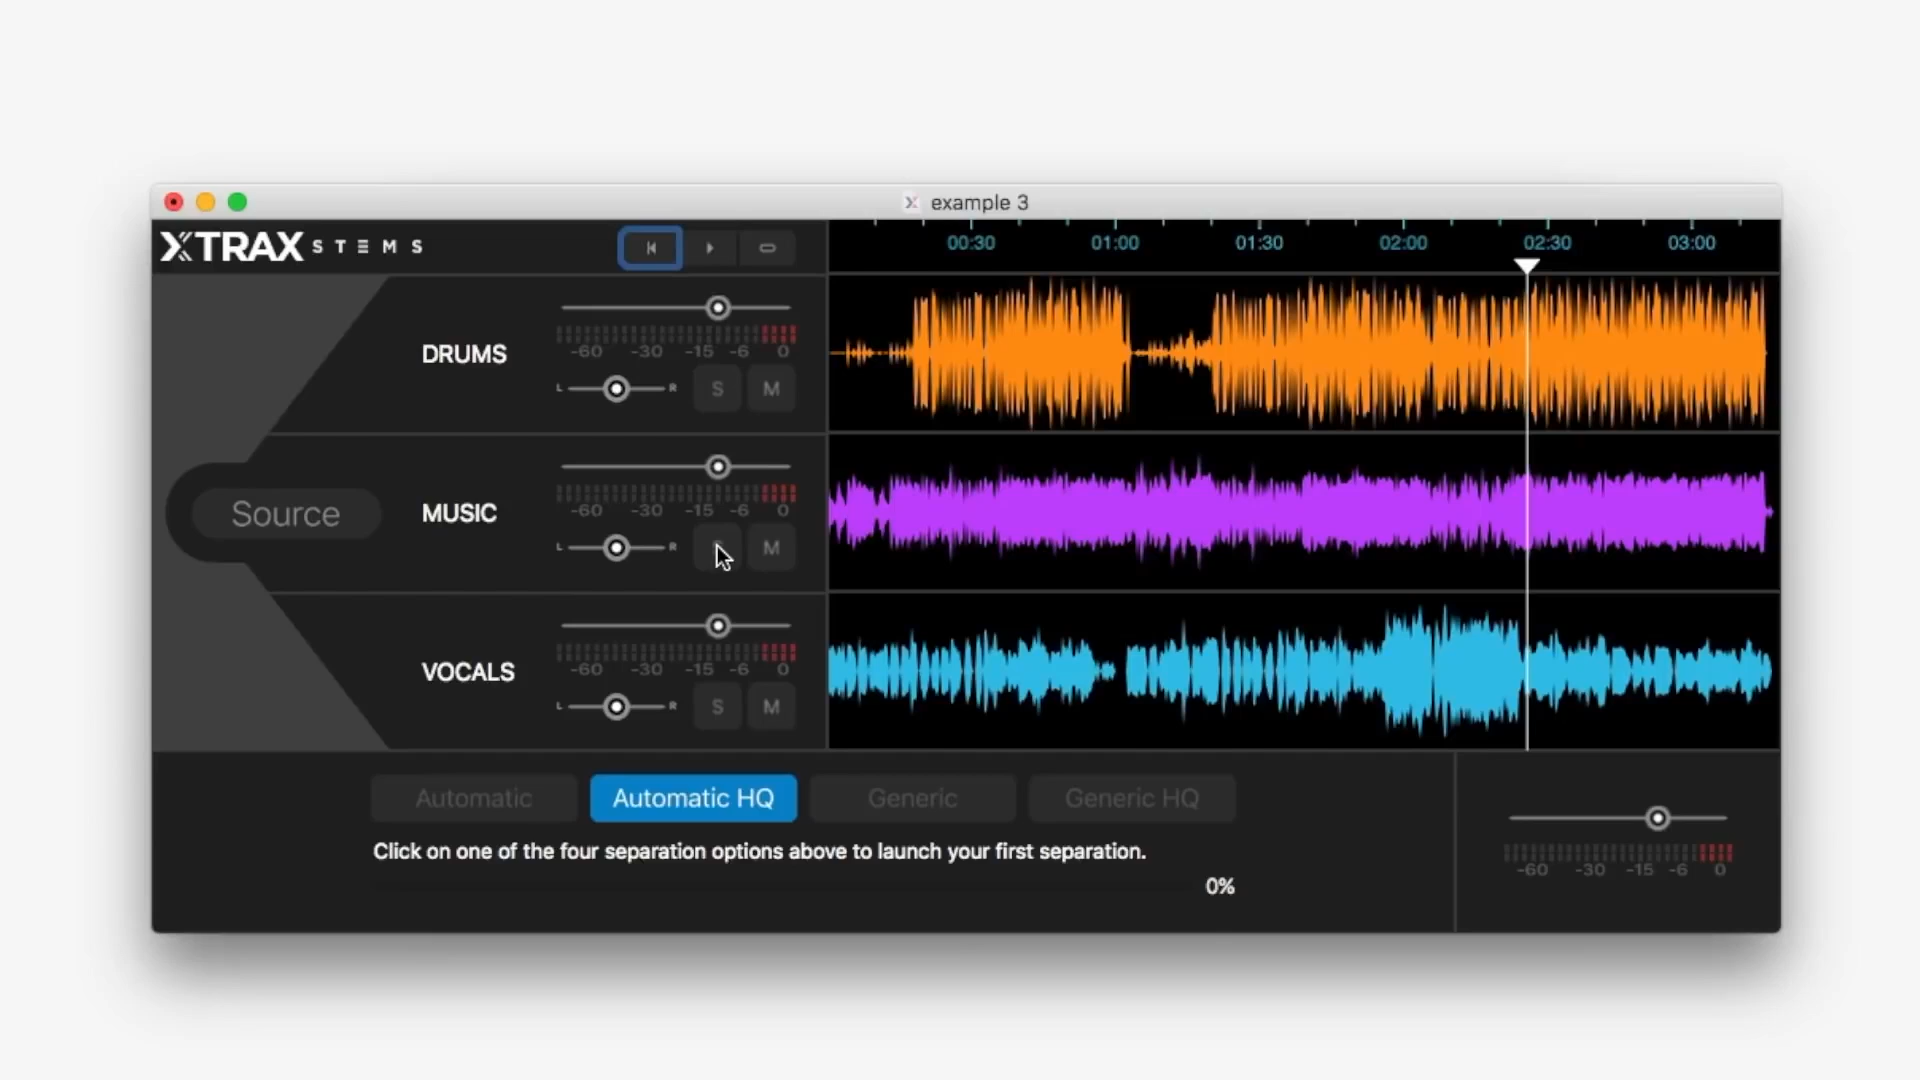 example 3
XTRAX STEMS
00:30 01:00 01:30 02:00 02:30 03:00
DRUMS
-60 -30 -15 -6 0
L R S M
Source
MUSIC
-60 -30 -15 -6 0
L R S M
VOCALS
-60 -30 -15 -6 0
L R S M
Automatic Automatic HQ Generic Generic HQ
Click on one of the four separation options above to launch your first separation.
0%
-60 -30 -15 -6 0